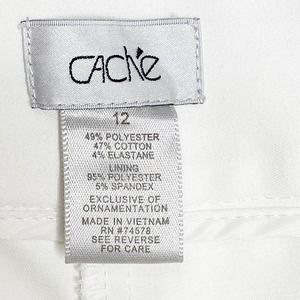 CACHE
12
49% POLYESTER
47% COTTON
4% ELASTANE
LINING
95% POLYESTER
5% SPANDEX
EXCLUSIVE OF
ORNAMENTATION
MADE IN VIETNAM
RN #74578
SEE REVERSE
FOR CARE